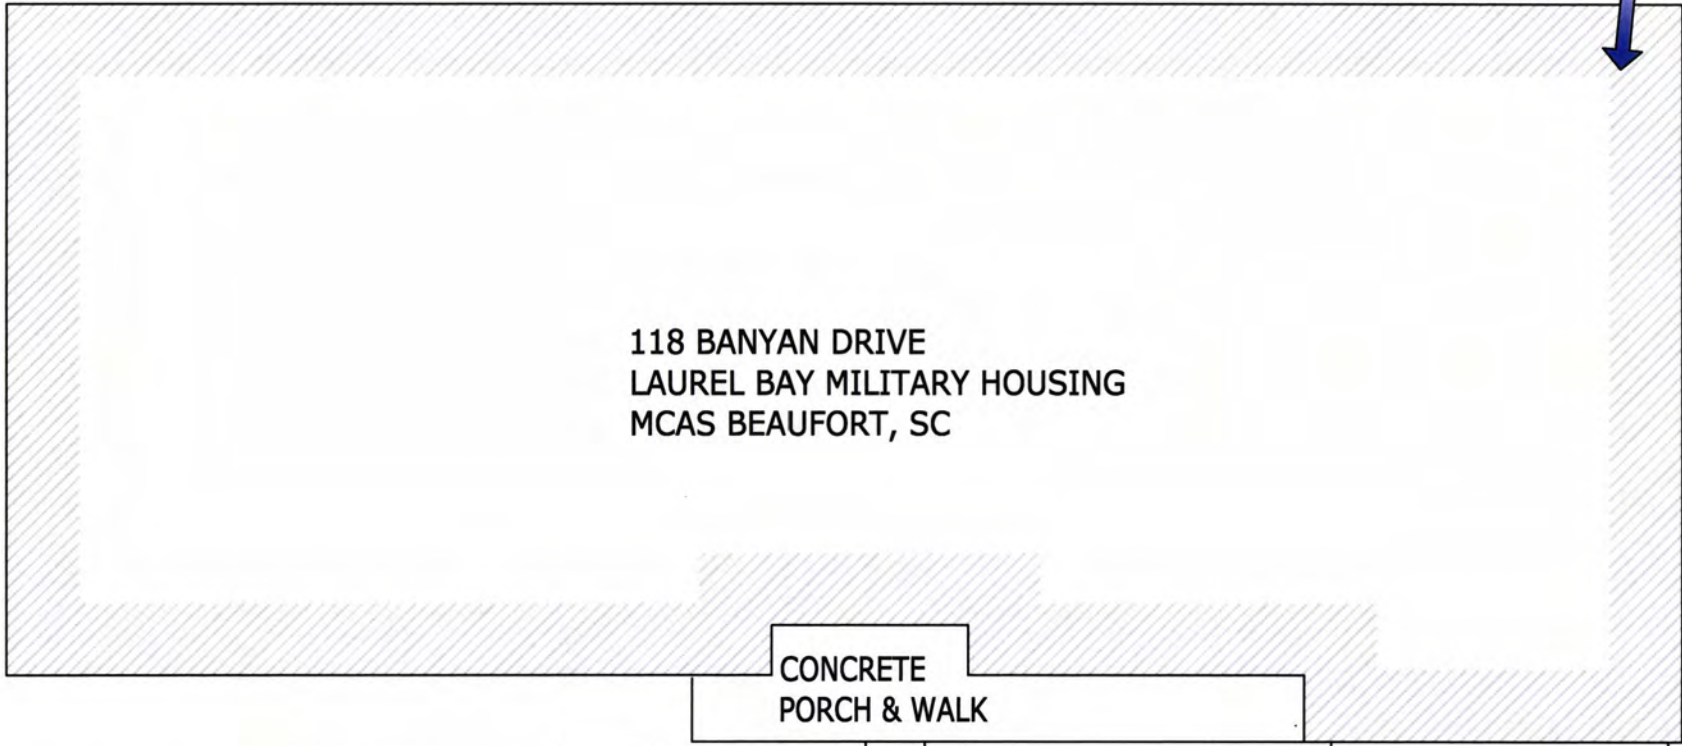 118 BANYAN DRIVE
LAUREL BAY MILITARY HOUSING
MCAS BEAUFORT, SC
CONCRETE
PORCH & WALK